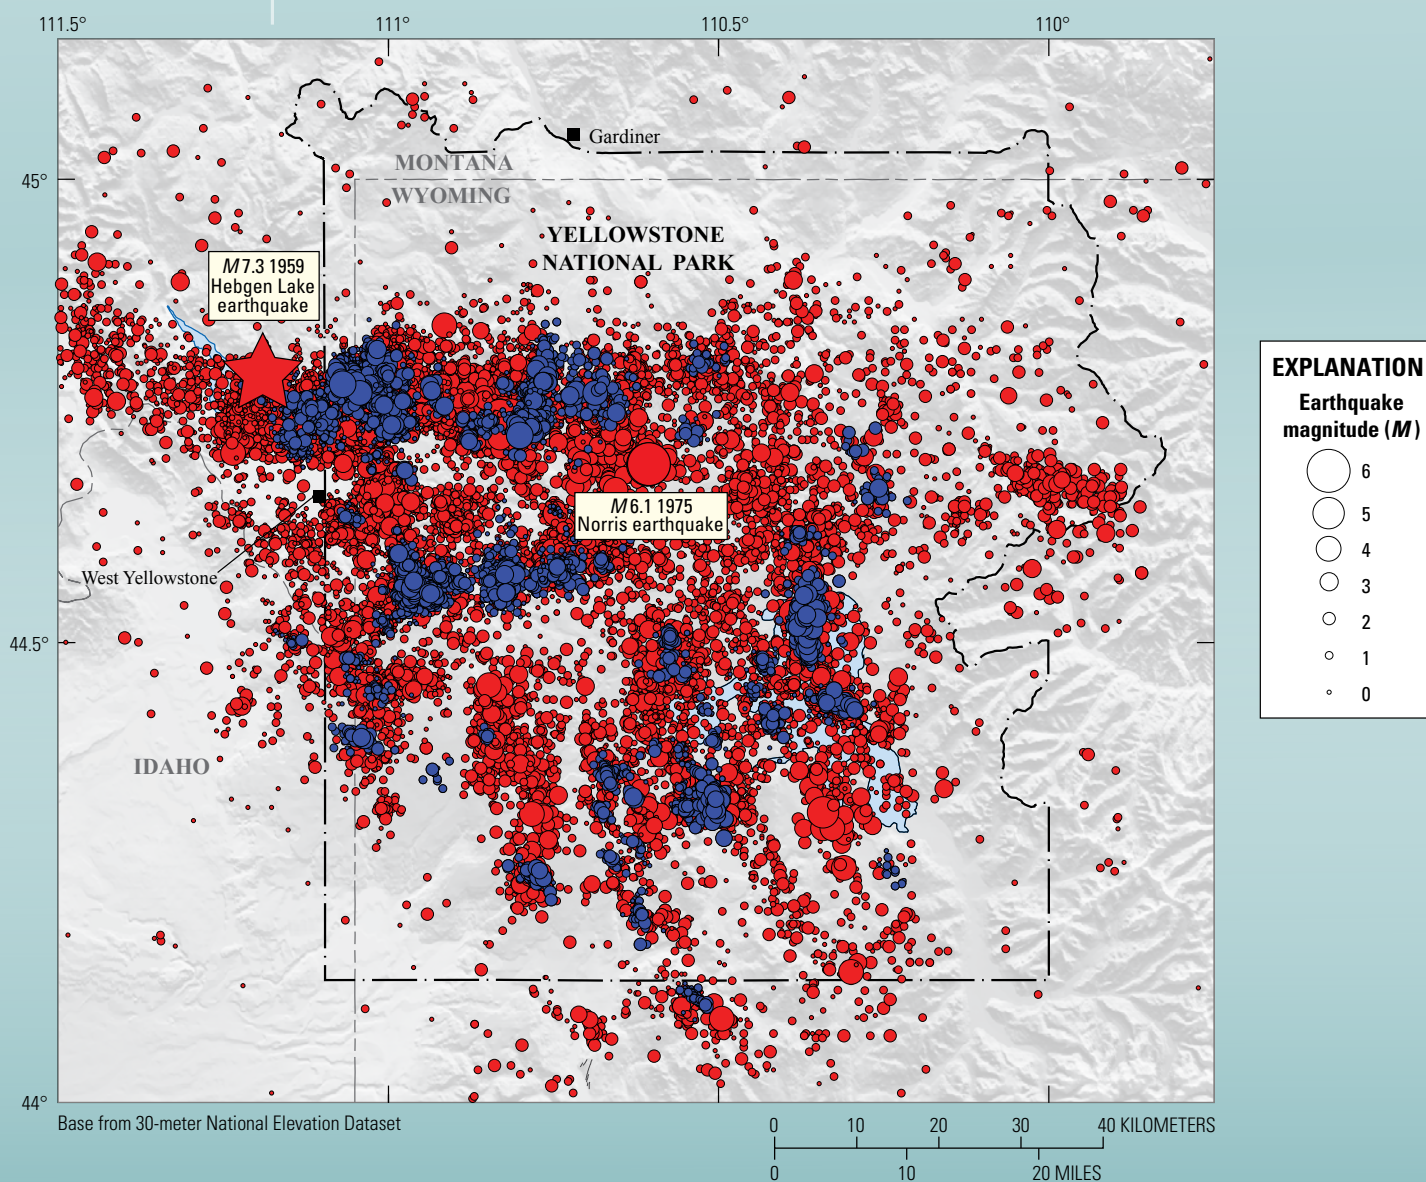 111.5°
111°
110.5°
110°
Gardiner
MONTANA
45°
WYOMING
YELLOWSTONE
NATIONAL PARK
M 7.3 1959
Hebgen Lake
earthquake
EXPLANATION
Earthquake
magnitude (M)
6
5
4
3
2
1
0
M 6.1 1975
Norris earthquake
West Yellowstone
44.5°
IDAHO
44°
Base from 30-meter National Elevation Dataset
0 10 20 30 40 KILOMETERS
0 10 20 MILES